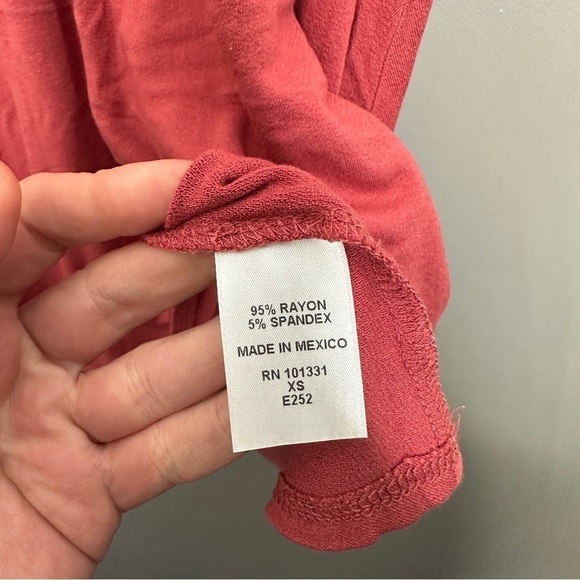 95% RAYON
5% SPANDEX
MADE IN MEXICO
RN 101331
XS
E252